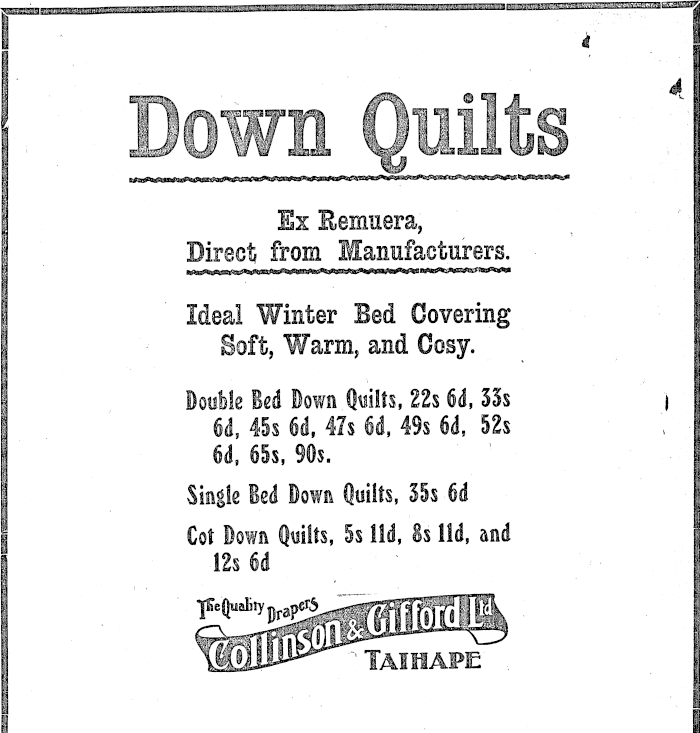 Down Quilts
Ex Remuera,
Direct from Manufacturers.
Ideal Winter Bed Covering
Soft, Warm, and Cosy.
Double Bed Down Quilts, 22s 6d, 33s
6d, 45s 6d, 47s 6d, 49s 6d, 52s
6d, 65s, 90s.
Single Bed Down Quilts, 35s 6d
Cot Down Quilts, 5s 11d, 8s 11d, and
12s 6d
The Quality Drapers
Collinson & Gifford Ltd
TAIHAPE